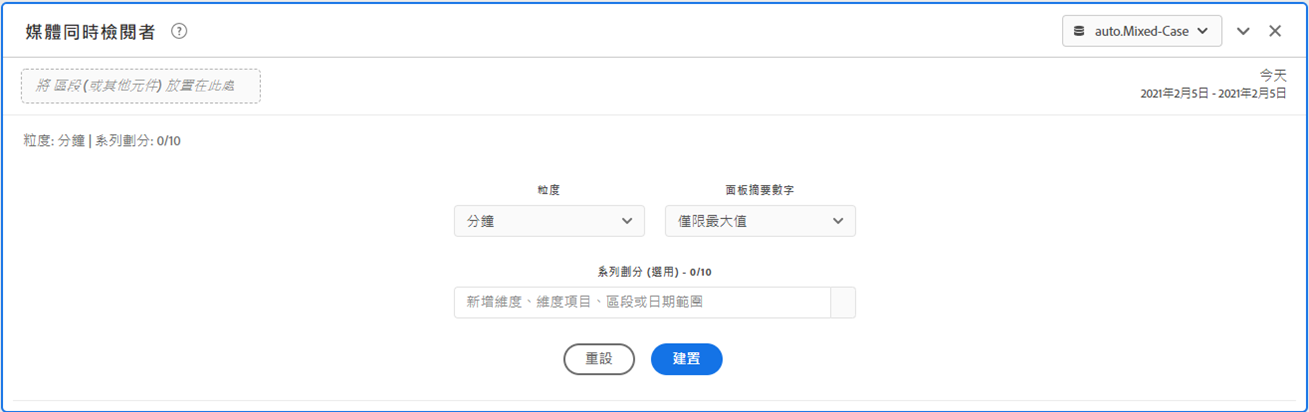 媒體同時檢閱者 ?
auto.Mixed-Case
將 區段 (或其他元件) 放置在此處
今天
2021年2月5日 - 2021年2月5日
粒度: 分鐘 | 系列劃分: 0/10
粒度
面板摘要數字
分鐘
僅限最大值
系列劃分 (選用) - 0/10
新增維度、維度項目、區段或日期範圍
重設
建置